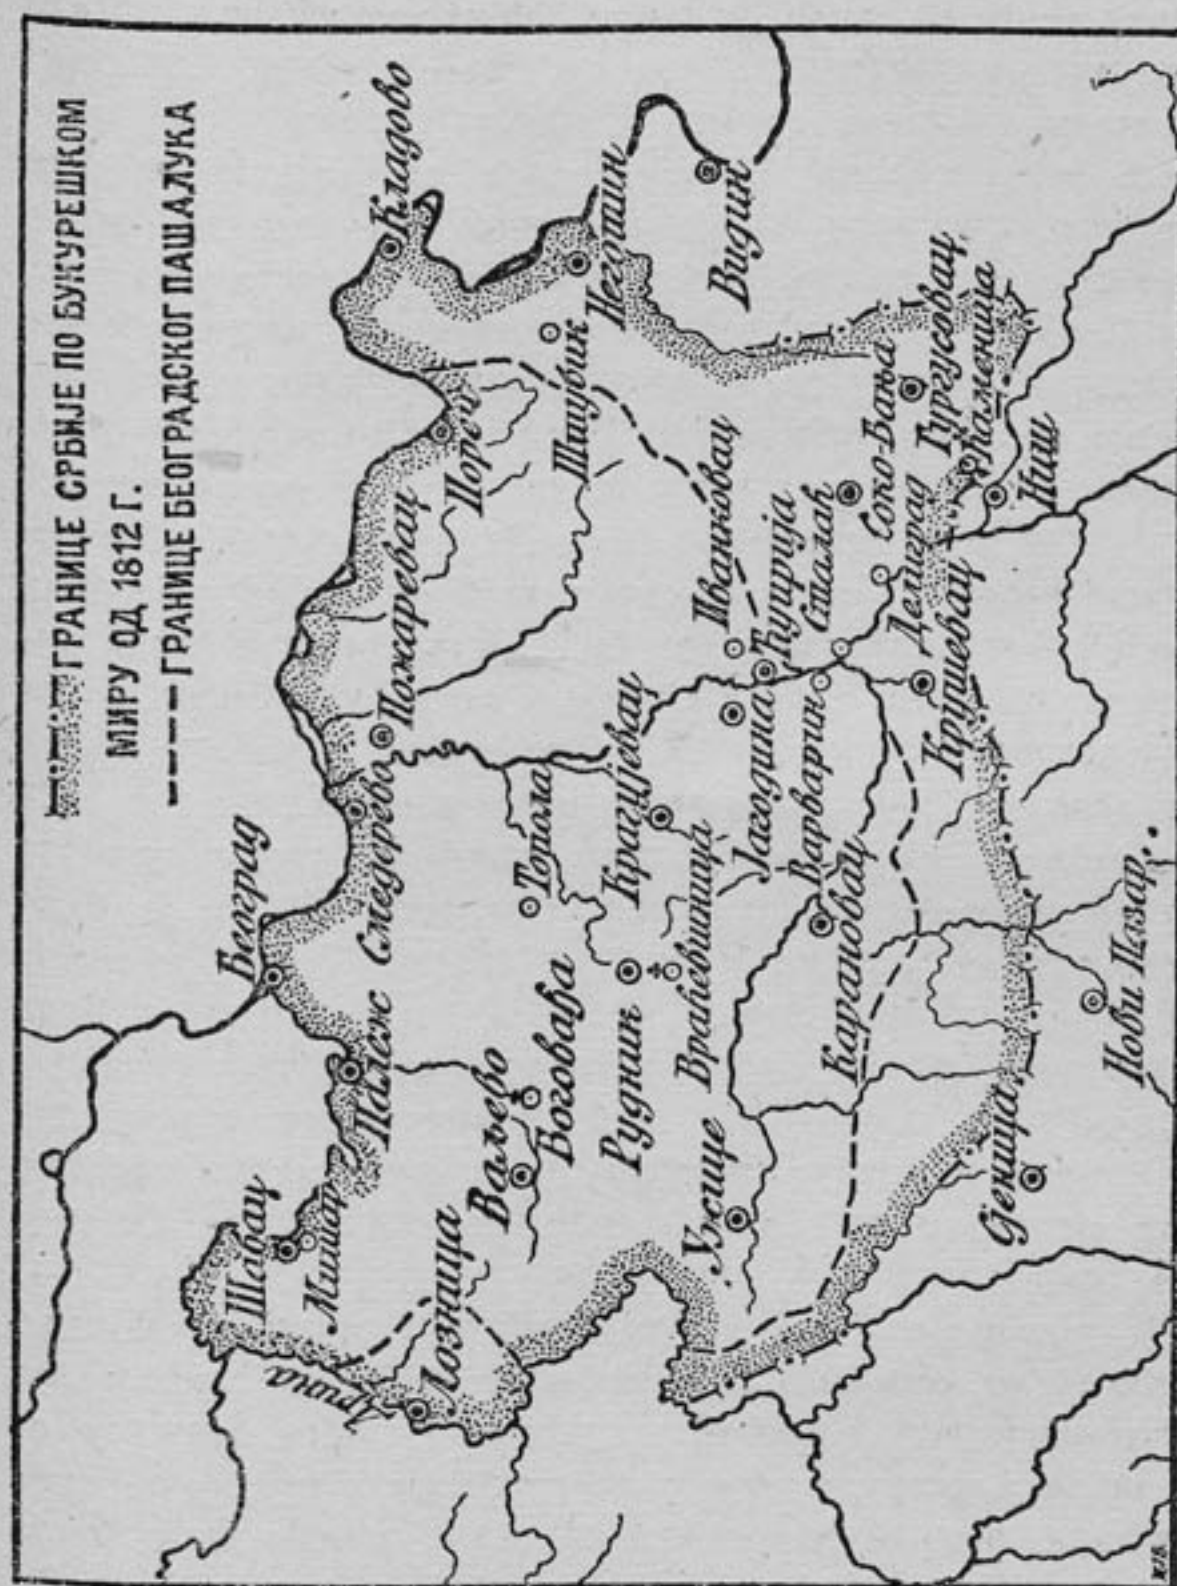 ГРАНИЦЕ СРБИЈЕ ПО БУКУРЕШКОМ
МИРУ ОД 1812 Г.
ГРАНИЦЕ БЕОГРАДСКОГ ПАШАЛУКА
Шабац
Мишар
Дрина
Лозница
Београд
Палеж
Смедерево
Пожаревац
Пореч
Кладово
Ваљево
Боговађа
Топола
Штубик
Неготин
Видин
Рудник
Враћевшница
Крагујевац
Ужице
Јагодина
Иванковац
Ћуприја
Варварин
Сталаћ
Карановац
Соко-Бања
Делиград
Крушевац
Гургусовац
Каменица
Ниш
Сјеница
Нови Пазар